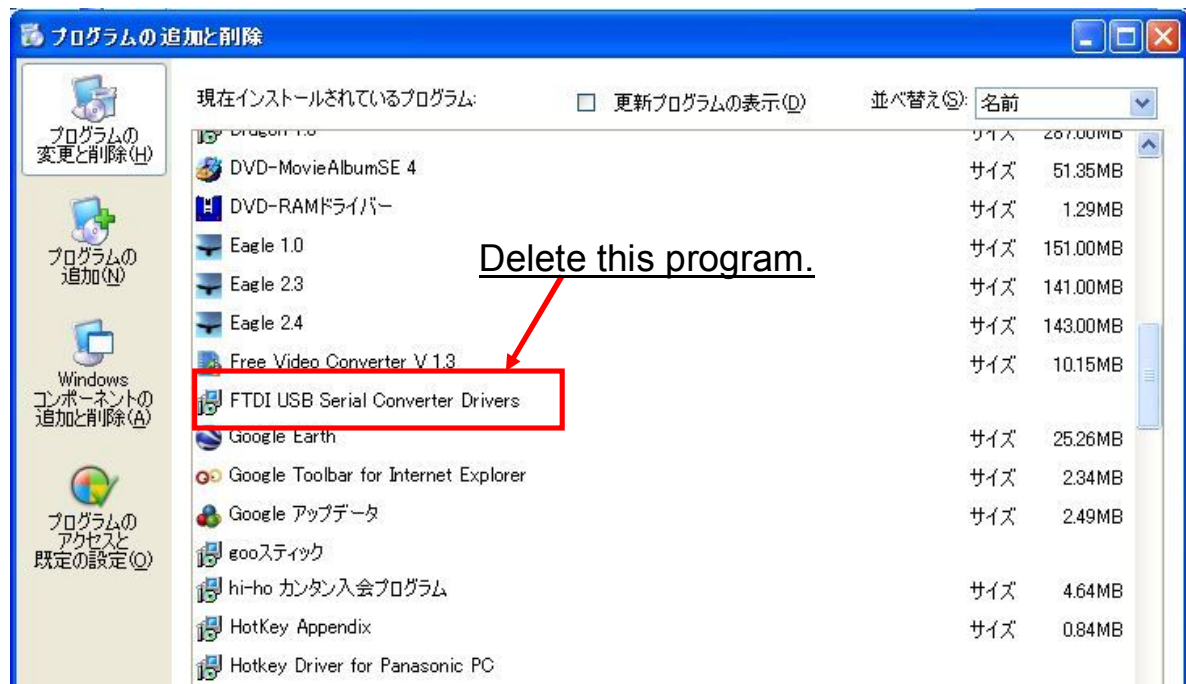 プログラムの追加と削除
現在インストールされているプログラム:
更新プログラムの表示(D)
並べ替え(S):
名前
プログラムの
変更と削除(H)
プログラムの
追加(N)
Windows
コンポーネントの
追加と削除(A)
プログラムの
アクセスと
既定の設定(O)
Dragon 1.0 サイズ 287.00MB
DVD-MovieAlbumSE 4 サイズ 51.35MB
DVD-RAMドライバー サイズ 1.29MB
Eagle 1.0 サイズ 151.00MB
Delete this program.
Eagle 2.3 サイズ 141.00MB
Eagle 2.4 サイズ 143.00MB
Free Video Converter V 1.3 サイズ 10.15MB
FTDI USB Serial Converter Drivers
Google Earth サイズ 25.26MB
Google Toolbar for Internet Explorer サイズ 2.34MB
Google アップデータ サイズ 2.49MB
gooスティック
hi-ho カンタン入会プログラム サイズ 4.64MB
HotKey Appendix サイズ 0.84MB
Hotkey Driver for Panasonic PC